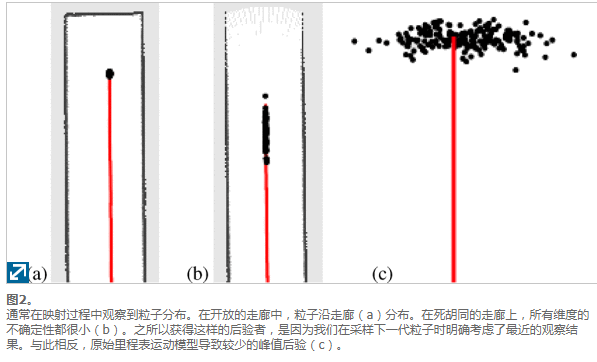 (a) (b) (c)
图2。
通常在映射过程中观察到粒子分布。在开放的走廊中，粒子沿走廊（a）分布。在死胡同的走廊上，所有维度的
不确定性都很小（b）。之所以获得这样的后验者，是因为我们在采样下一代粒子时明确考虑了最近的观察结
果。与此相反，原始里程表运动模型导致较少的峰值后验（c）。